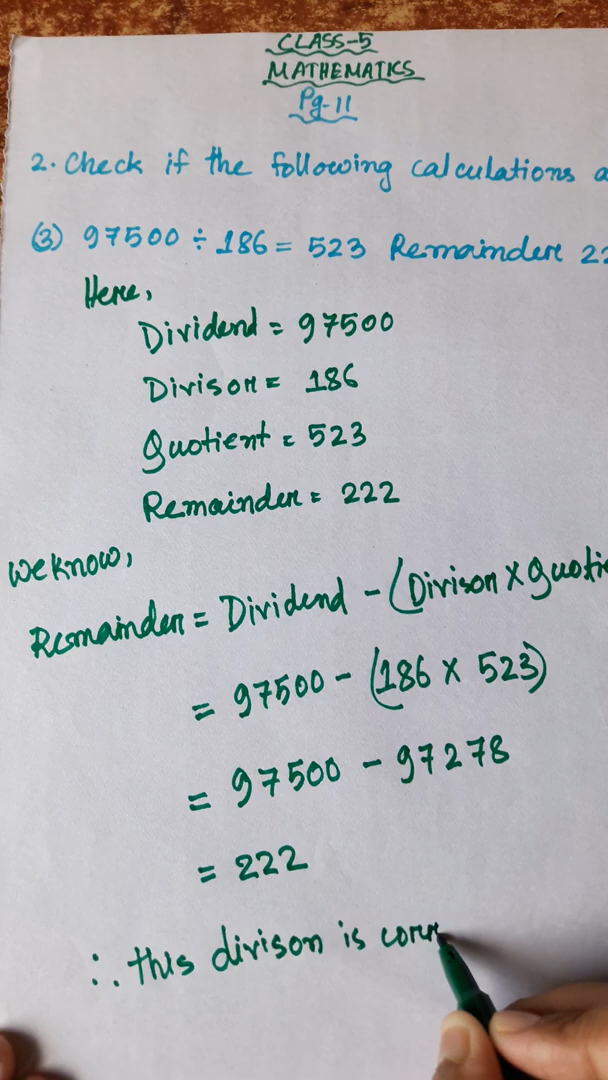 CLASS-5
MATHEMATICS
Pg-11
2. Check if the following calculations a
(3) 97500 ÷ 186 = 523 Remainder 22
Here,
Dividend = 97500
Divisor = 186
Quotient = 523
Remainder = 222
We know,
Remainder = Dividend - (Divisor × Quotie
= 97500 - (186 × 523)
= 97500 - 97278
= 222
∴ this divison is corr